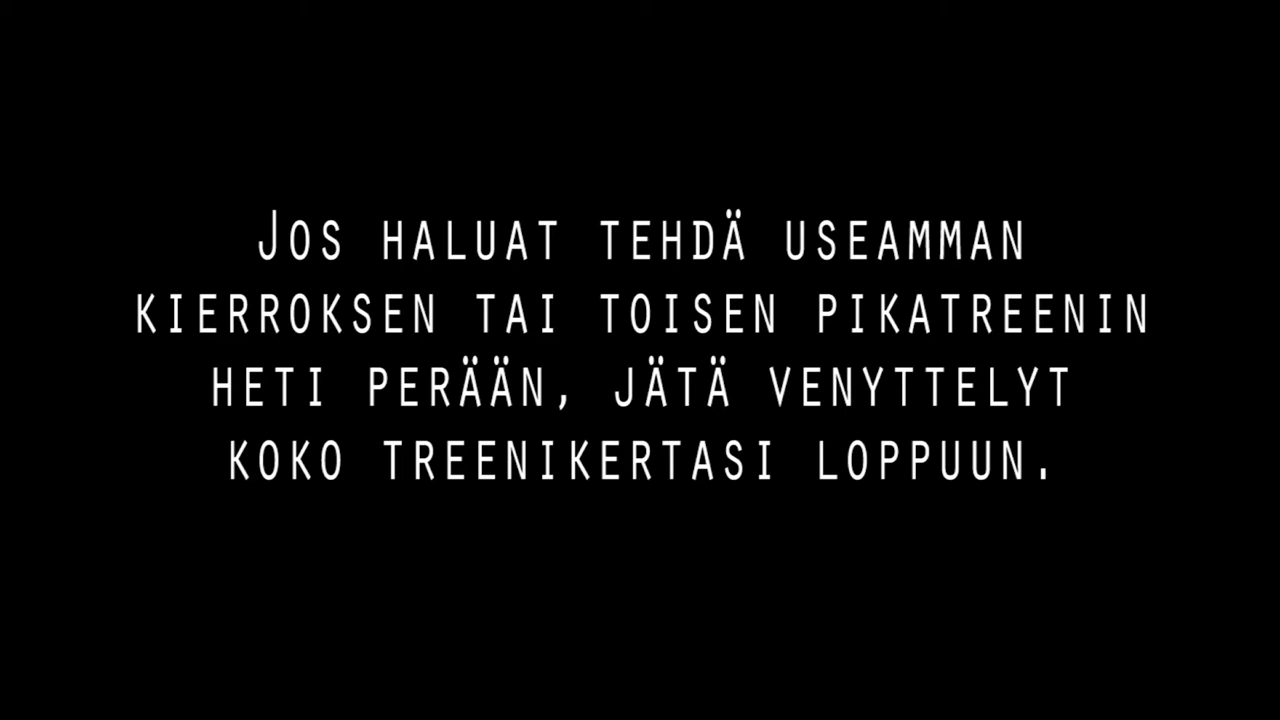 Jos haluat tehdä useamman
kierroksen tai toisen pikatreenin
heti perään, jätä venyttelyt
koko treenikertasi loppuun.